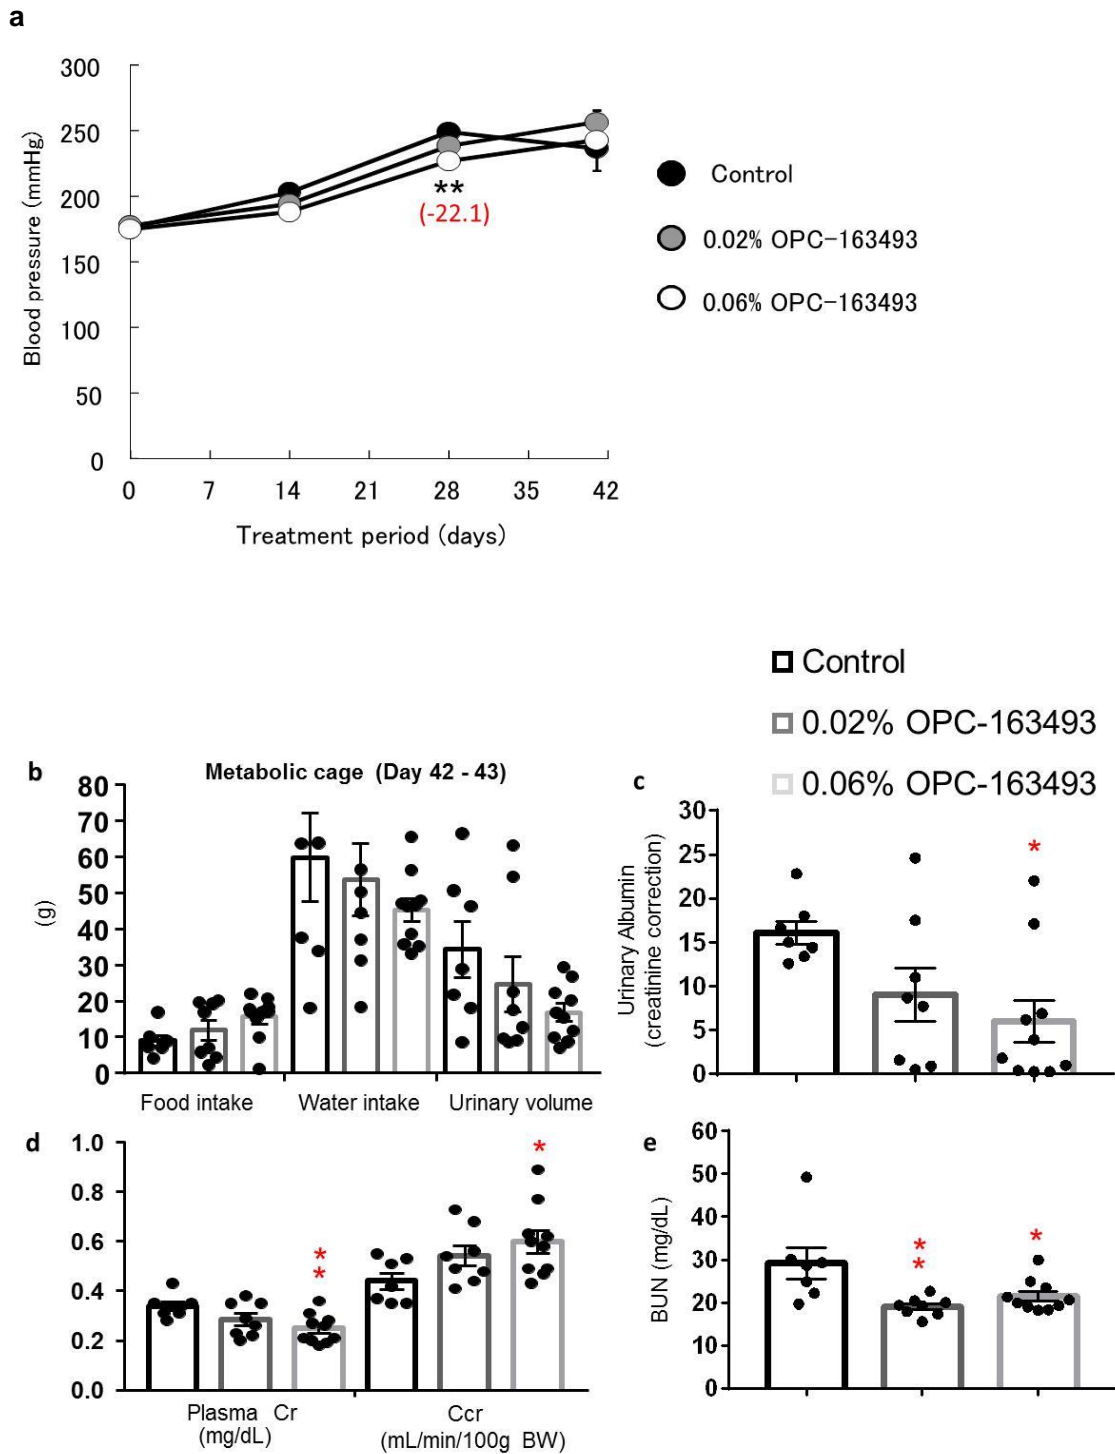 a
300
250
200
150
100
50
0
Blood pressure (mmHg)
**
(-22.1)
0 7 14 21 28 35 42
Treatment period (days)
Control
0.02% OPC-163493
0.06% OPC-163493
Control
0.02% OPC-163493
0.06% OPC-163493
b
Metabolic cage (Day 42 - 43)
80
70
60
50
40
30
20
10
0
(g)
Food intake Water intake Urinary volume
c
30
25
20
15
10
5
0
Urinary Albumin
(creatinine correction)
*
d
1.0
0.8
0.6
0.4
0.2
0.0
*
*
*
Plasma Cr
(mg/dL)
Ccr
(mL/min/100g BW)
e
60
50
40
30
20
10
0
BUN (mg/dL)
*
*
*